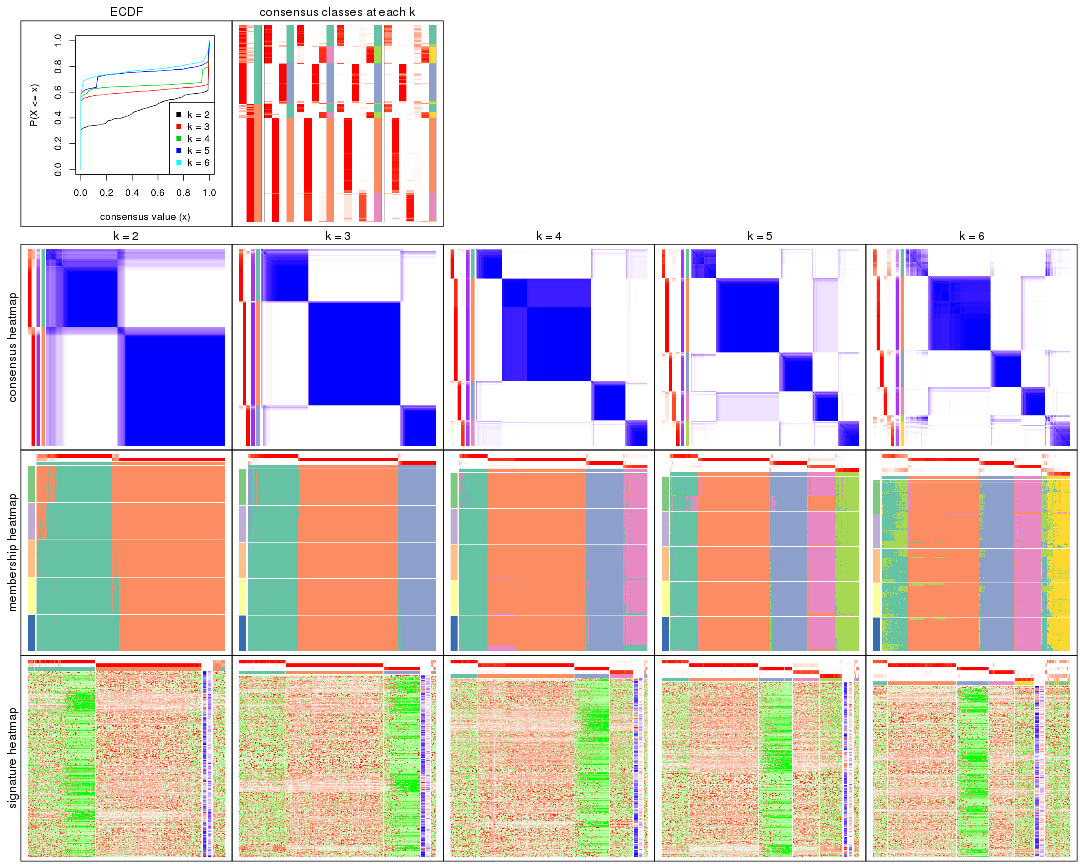 ECDF
consensus classes at each k
P(X <= x)
0.0 0.2 0.4 0.6 0.8 1.0
k = 2
k = 3
k = 4
k = 5
k = 6
0.0 0.2 0.4 0.6 0.8 1.0
consensus value (x)
k = 2 k = 3 k = 4 k = 5 k = 6
consensus heatmap
membership heatmap
signature heatmap